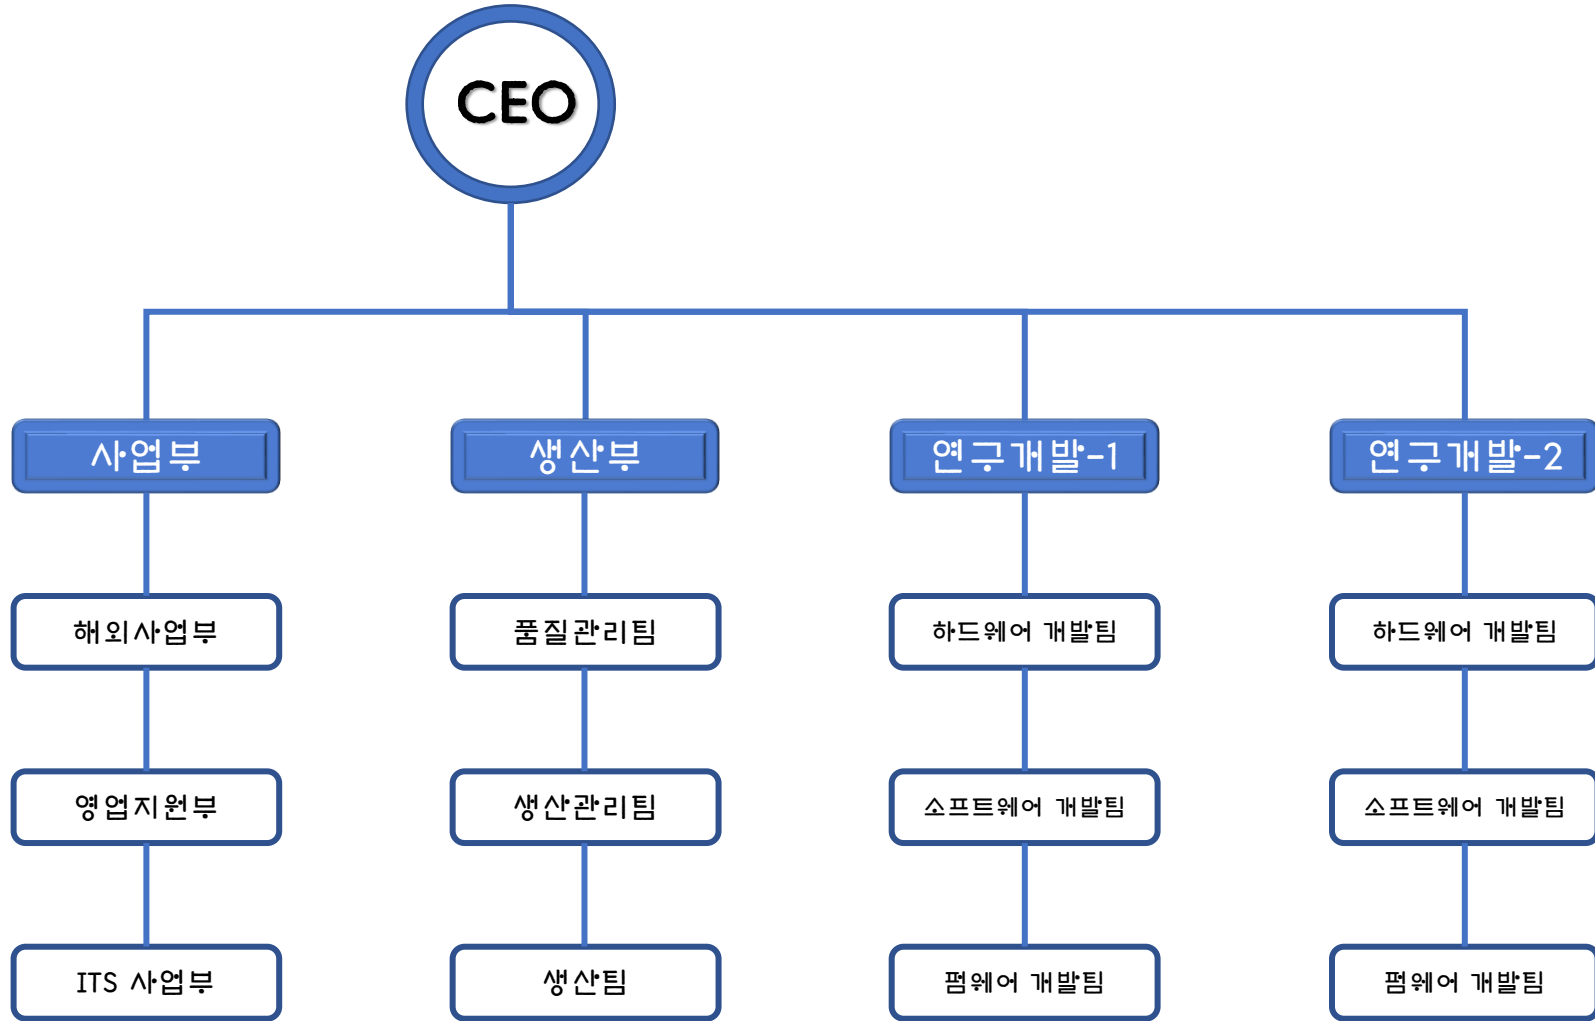 CEO
사업부
생산부
연구개발-1
연구개발-2
해외사업부
품질관리팀
하드웨어 개발팀
하드웨어 개발팀
영업지원부
생산관리팀
소프트웨어 개발팀
소프트웨어 개발팀
ITS 사업부
생산팀
펌웨어 개발팀
펌웨어 개발팀